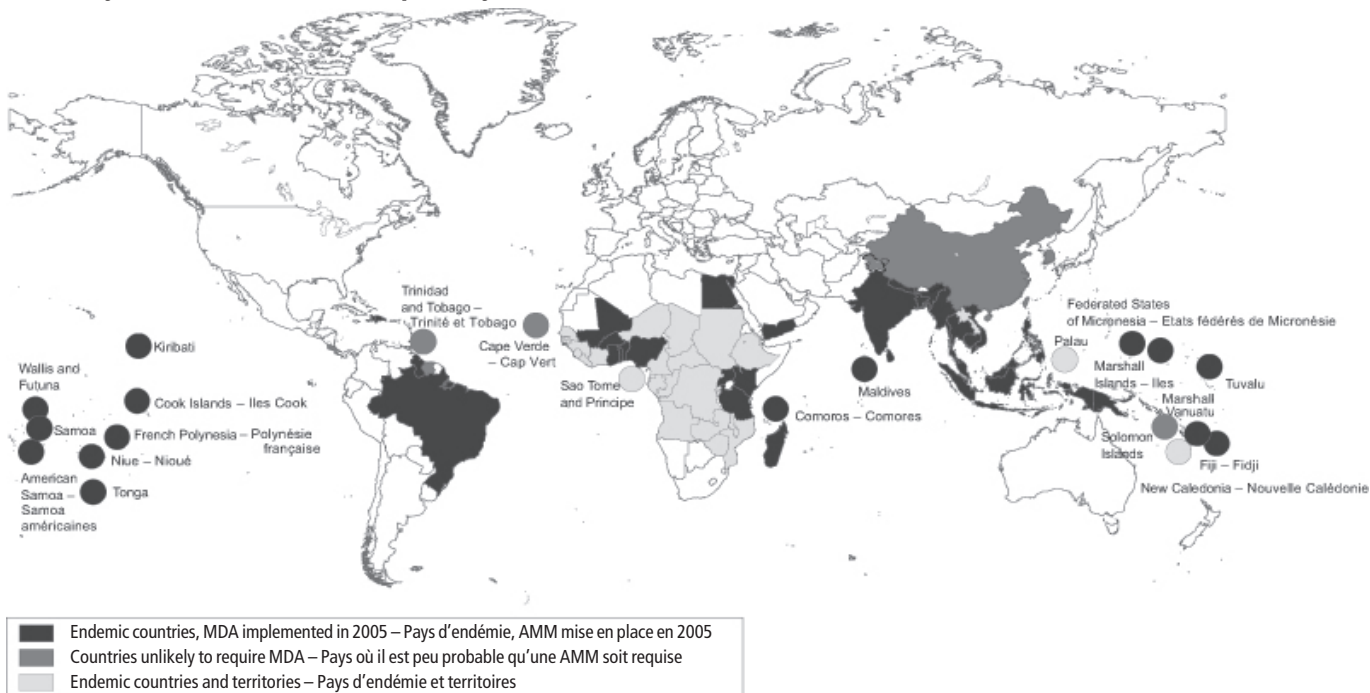 Trinidad
and Tobago –
Trinité et Tobago
Cape Verde
– Cap Vert
Sao Tome
and Principe
Kiribati
Wallis and
Futuna
Cook Islands – Iles Cook
Samoa
French Polynesia – Polynésie
française
Niue – Nioué
American
Samoa –
Samoa
américaines
Tonga
Maldives
Comoros – Comores
Federated States
of Micronesia – Etats fédérés de Micronésie
Palau
Marshall
Islands – Iles
Marshall
Tuvalu
Vanuatu
Solomon
Islands
Fiji – Fidji
New Caledonia – Nouvelle Calédonie
Endemic countries, MDA implemented in 2005 – Pays d'endémie, AMM mise en place en 2005
Countries unlikely to require MDA – Pays où il est peu probable qu'une AMM soit requise
Endemic countries and territories – Pays d'endémie et territoires